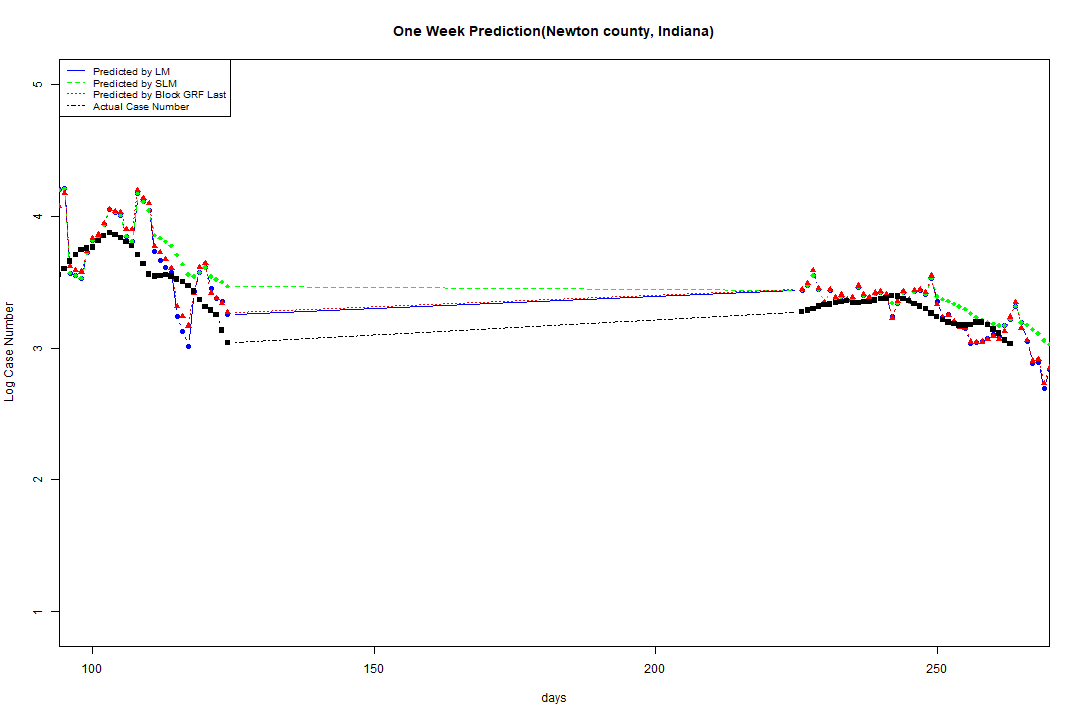 One Week Prediction(Newton county, Indiana)
Predicted by LM
Predicted by SLM
Predicted by Block GRF Last
Actual Case Number
5
4
3
2
1
Log Case Number
100 150 200 250
days